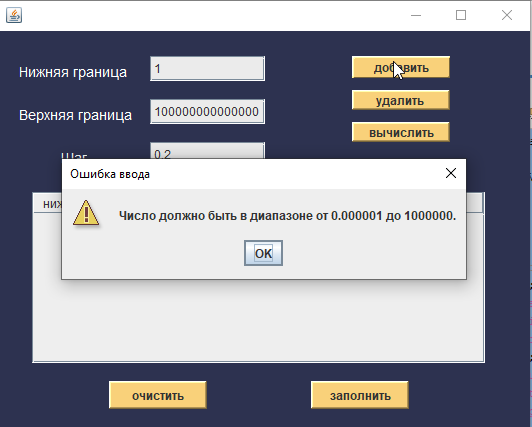 Нижняя граница
1
добавить
Верхняя граница
100000000000000
удалить
вычислить
Шаг
0.2
Ошибка ввода
Число должно быть в диапазоне от 0.000001 до 1000000.
OK
очистить
заполнить